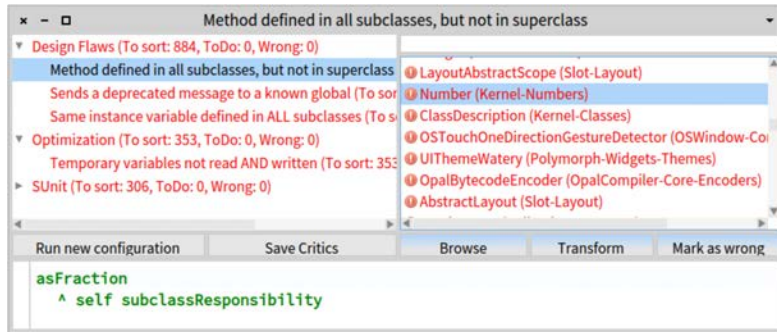 Method defined in all subclasses, but not in superclass
Design Flaws (To sort: 884, ToDo: 0, Wrong: 0)
Method defined in all subclasses, but not in superclass
Sends a deprecated message to a known global (To sor
Same instance variable defined in ALL subclasses (To s
Optimization (To sort: 353, ToDo: 0, Wrong: 0)
Temporary variables not read AND written (To sort: 353
SUnit (To sort: 306, ToDo: 0, Wrong: 0)
LayoutAbstractScope (Slot-Layout)
Number (Kernel-Numbers)
ClassDescription (Kernel-Classes)
OSTouchOneDirectionGestureDetector (OSWindow-Co
UIThemeWatery (Polymorph-Widgets-Themes)
OpalBytecodeEncoder (OpalCompiler-Core-Encoders)
AbstractLayout (Slot-Layout)
Run new configuration
Save Critics
Browse
Transform
Mark as wrong
asFraction
^ self subclassResponsibility